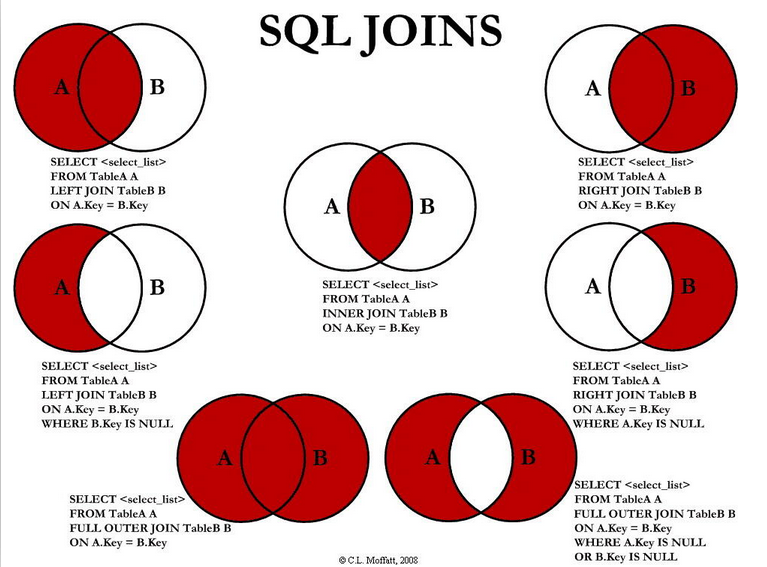 SQL JOINS
A
B
SELECT <select_list>
FROM TableA A
LEFT JOIN TableB B
ON A.Key = B.Key
A
B
SELECT <select_list>
FROM TableA A
RIGHT JOIN TableB B
ON A.Key = B.Key
A
B
SELECT <select_list>
FROM TableA A
INNER JOIN TableB B
ON A.Key = B.Key
A
B
SELECT <select_list>
FROM TableA A
LEFT JOIN TableB B
ON A.Key = B.Key
WHERE B.Key IS NULL
A
B
SELECT <select_list>
FROM TableA A
RIGHT JOIN TableB B
ON A.Key = B.Key
WHERE A.Key IS NULL
A
B
SELECT <select_list>
FROM TableA A
FULL OUTER JOIN TableB B
ON A.Key = B.Key
A
B
SELECT <select_list>
FROM TableA A
FULL OUTER JOIN TableB B
ON A.Key = B.Key
WHERE A.Key IS NULL
OR B.Key IS NULL
© C.L. Moffatt, 2008